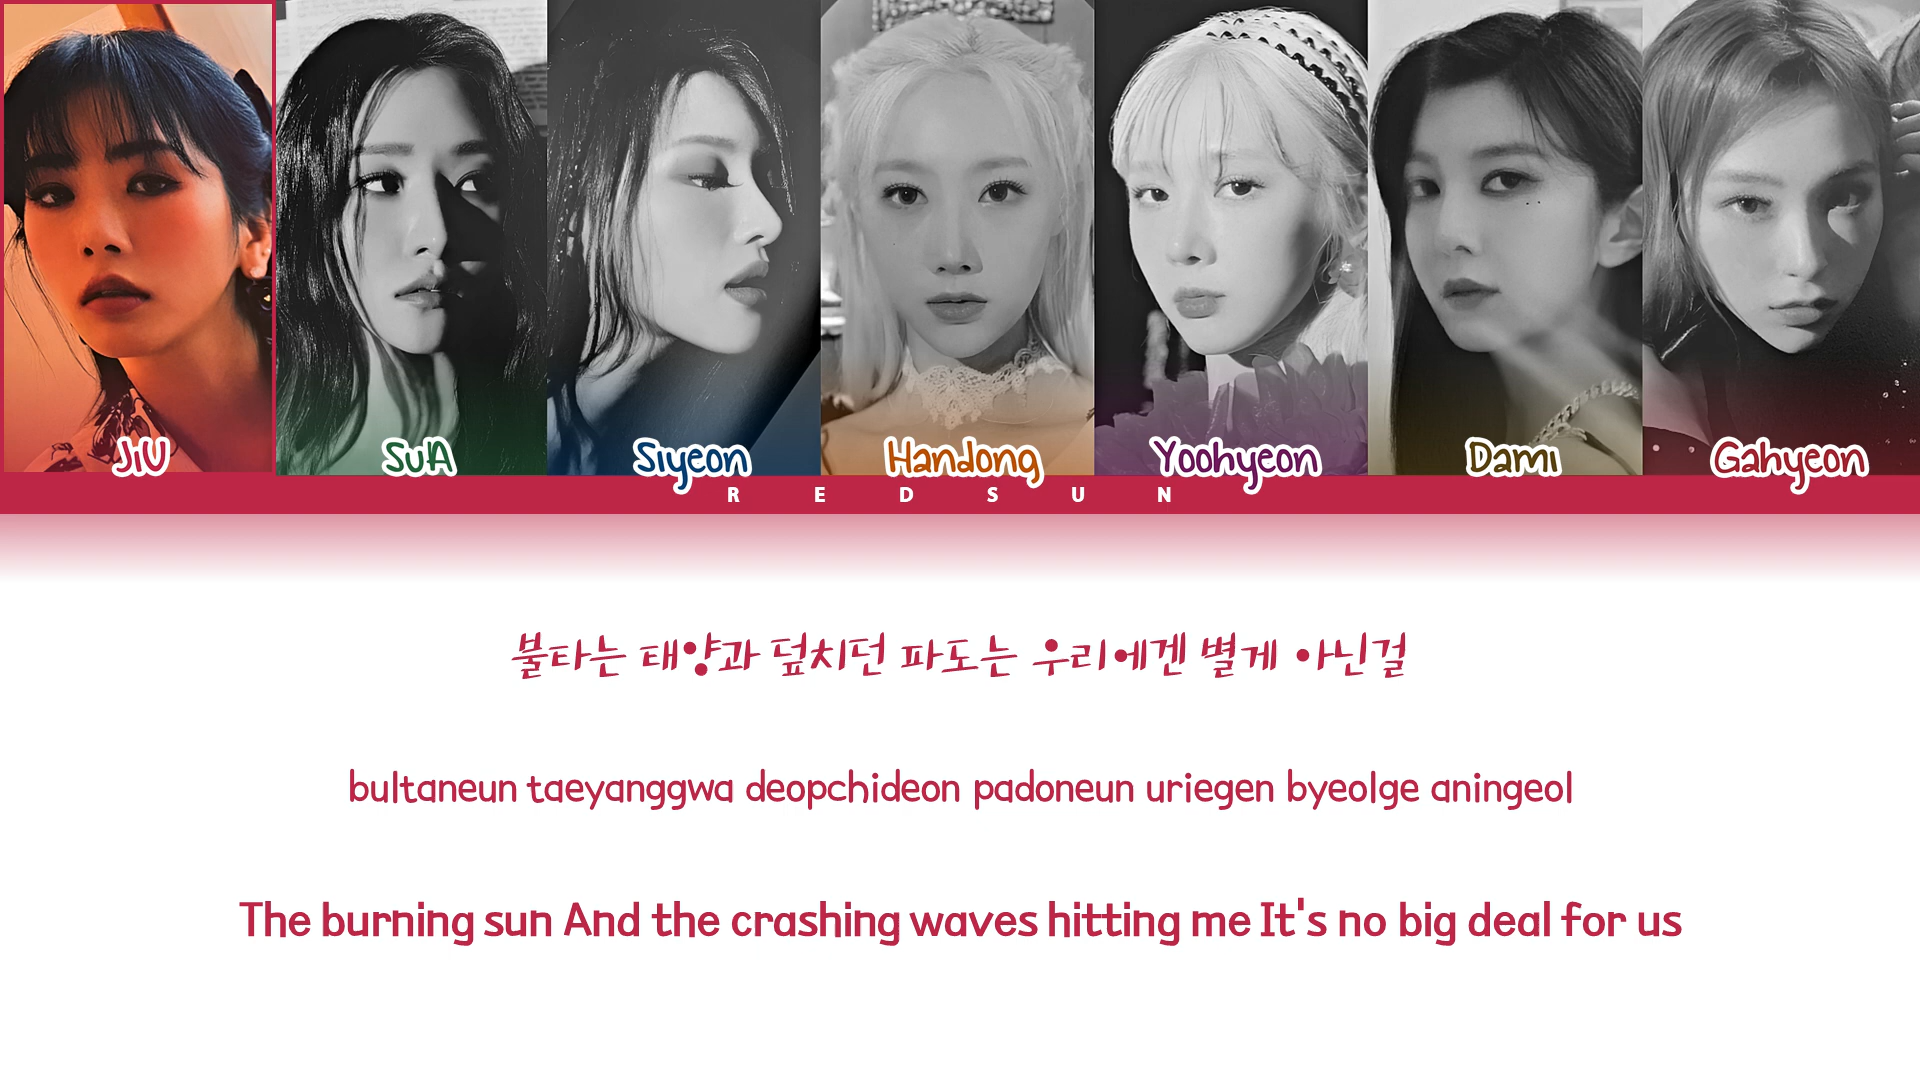 JiU
SuA
Siyeon
Handong
Yoohyeon
Dami
Gahyeon
REDSUN
불타는 태양과 덮치던 파도는 우리에겐 별게 아닌걸
bultaneun taeyanggwa deopchideon padoneun uriegen byeolge aningeol
The burning sun And the crashing waves hitting me It's no big deal for us